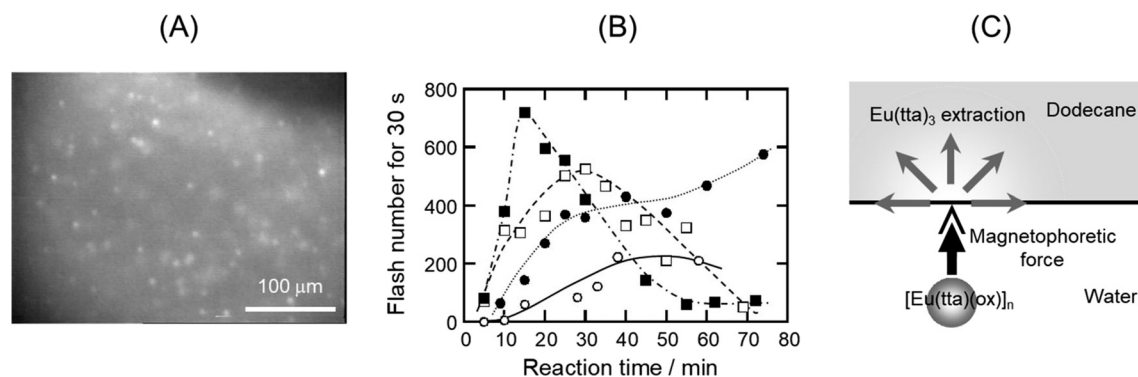 (A)
(B)
(C)
100 µm
Flash number for 30 s
800
600
400
200
0
0 10 20 30 40 50 60 70 80
Reaction time / min
Eu(tta)₃ extraction
Dodecane
Magnetophoretic
force
[Eu(tta)(ox)]ₙ
Water